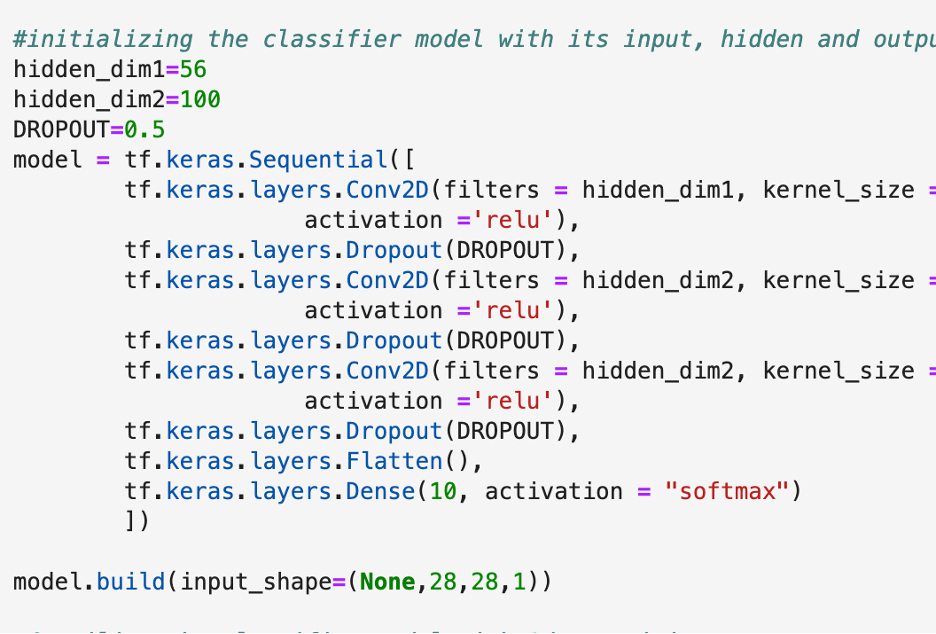 #initializing the classifier model with its input, hidden and
hidden_dim1=56
hidden_dim2=100
DROPOUT=0.5
model = tf.keras.Sequential([
tf.keras.layers.Conv2D(filters = hidden_dim1, kernel_size =
activation ='relu'),
tf.keras.layers.Dropout(DROPOUT),
tf.keras.layers.Conv2D(filters = hidden_dim2, kernel_size =
activation ='relu'),
tf.keras.layers.Dropout(DROPOUT),
tf.keras.layers.Conv2D(filters = hidden_dim2, kernel_size =
activation ='relu'),
tf.keras.layers.Dropout(DROPOUT),
tf.keras.layers.Flatten(),
tf.keras.layers.Dense(10, activation = "softmax")
])
model.build(input_shape=(None,28,28,1))